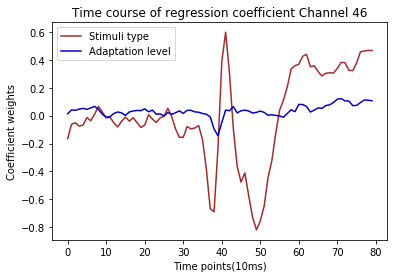 Time course of regression coefficient Channel 46
Stimuli type
Adaptation level
Coefficient weights
0.6
0.4
0.2
0.0
−0.2
−0.4
−0.6
−0.8
0 10 20 30 40 50 60 70 80
Time points(10ms)